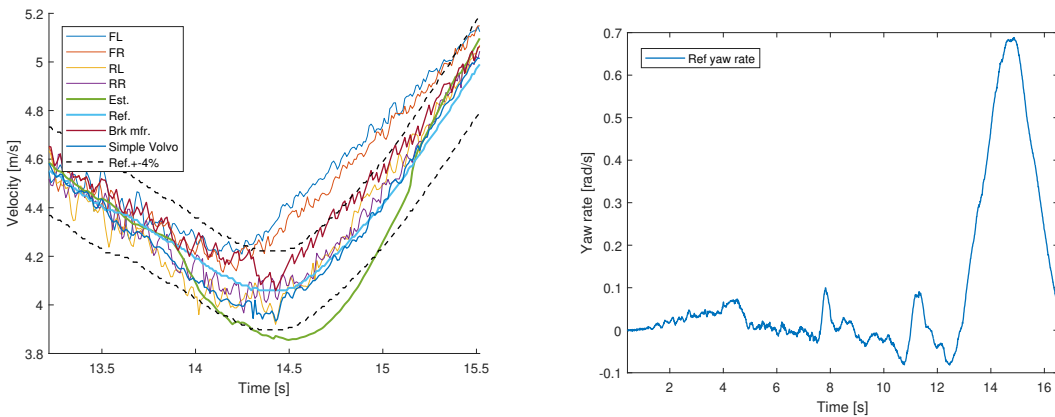 5.2
5
4.8
4.6
4.4
4.2
4
3.8
Velocity [m/s]
FL
FR
RL
RR
Est.
Ref.
Brk mfr.
Simple Volvo
Ref.+-4%
13.5 14 14.5 15 15.5
Time [s]
0.7
0.6
0.5
0.4
0.3
0.2
0.1
0
-0.1
Yaw rate [rad/s]
Ref yaw rate
2 4 6 8 10 12 14 16
Time [s]